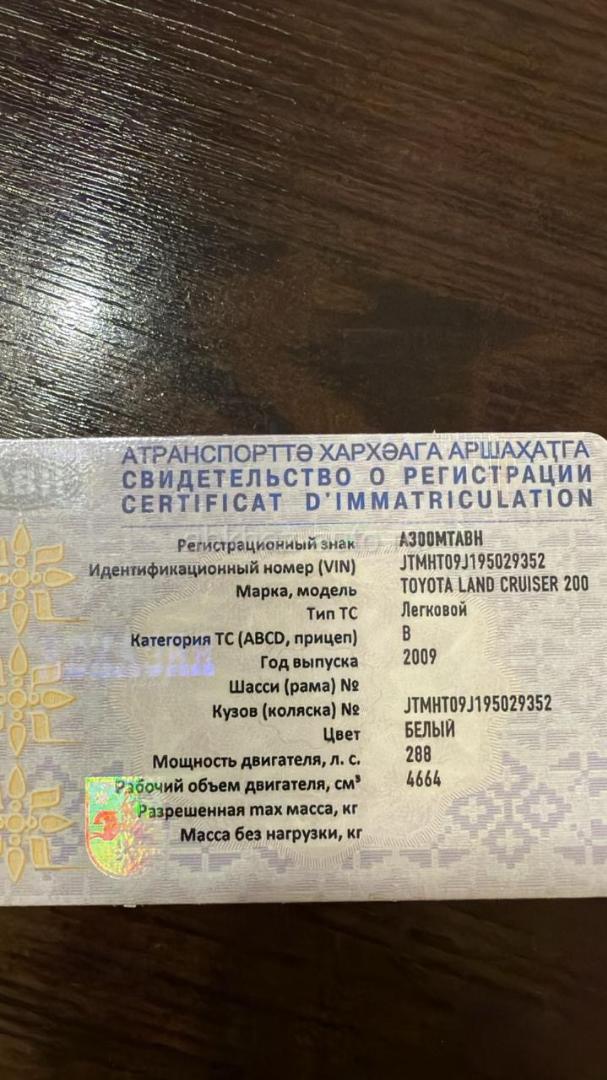 АТРАНСПОРТТӘ ХАРХӘАГА АРШАҲАҬГА
СВИДЕТЕЛЬСТВО О РЕГИСТРАЦИИ
CERTIFICAT D'IMMATRICULATION
Регистрационный знак А300МТАВН
Идентификационный номер (VIN) JTMHT09J195029352
Марка, модель TOYOTA LAND CRUISER 200
Тип ТС Легковой
Категория ТС (ABCD, прицеп) B
Год выпуска 2009
Шасси (рама) №
Кузов (коляска) № JTMHT09J195029352
Цвет БЕЛЫЙ
Мощность двигателя, л. с. 288
Рабочий объем двигателя, см³ 4664
Разрешенная max масса, кг
Масса без нагрузки, кг